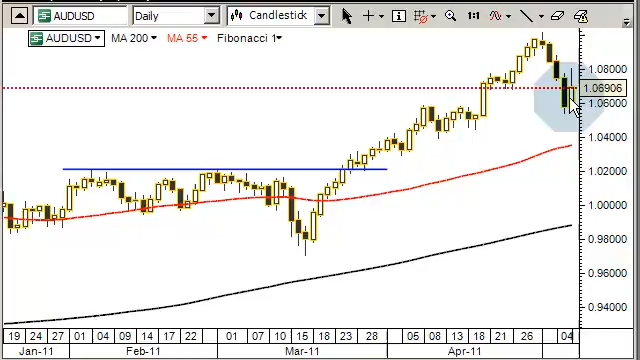 AUDUSD Daily Candlestick 1:1
AUDUSD MA 200 MA 55 Fibonacci 1
1.08000
1.06906
1.06000
1.04000
1.02000
1.00000
0.98000
0.96000
0.94000
19 24 27 01 04 09 14 17 22 01 04 09 15 18 23 28 05 08 13 18 21 26 04
Jan-11 Feb-11 Mar-11 Apr-11